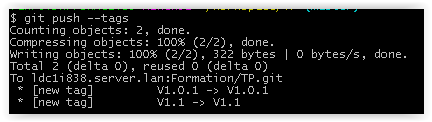 $ git push --tags
Counting objects: 2, done.
Compressing objects: 100% (2/2), done.
Writing objects: 100% (2/2), 322 bytes | 0 bytes/s, done.
Total 2 (delta 0), reused 0 (delta 0)
To ldc1i838.server.lan:Formation/TP.git
 * [new tag]         V1.0.1 -> V1.0.1
 * [new tag]         V1.1 -> V1.1